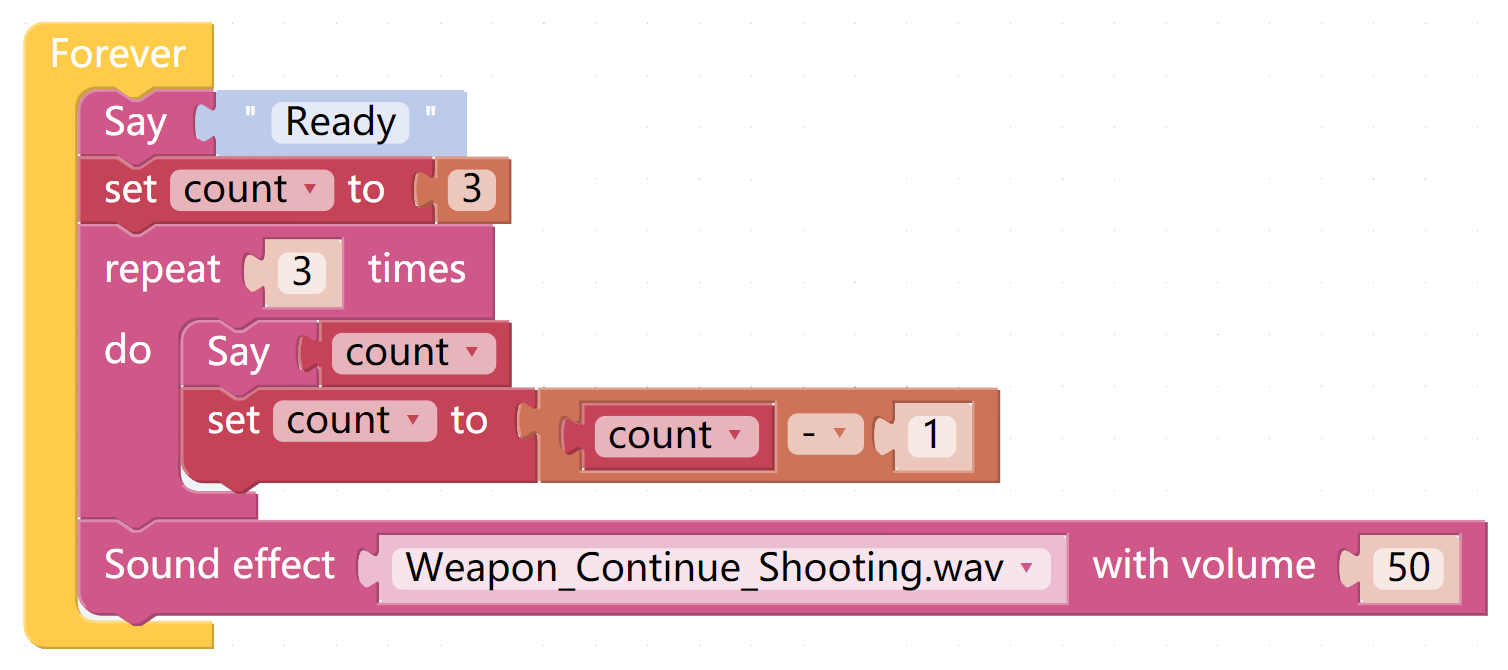 Forever
Say " Ready "
set count to 3
repeat 3 times
do Say count
set count to count - 1
Sound effect Weapon_Continue_Shooting.wav with volume 50